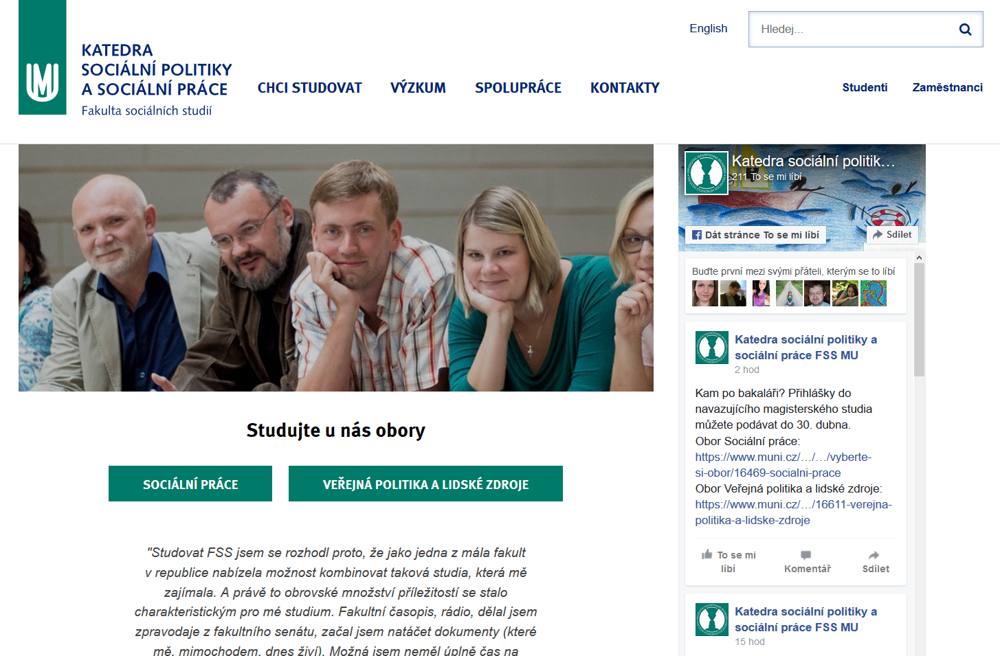 English
Hledej...
KATEDRA
SOCIÁLNÍ POLITIKY
A SOCIÁLNÍ PRÁCE
Fakulta sociálních studií
CHCI STUDOVAT
VÝZKUM
SPOLUPRÁCE
KONTAKTY
Studenti
Zaměstnanci
Studujte u nás obory
SOCIÁLNÍ PRÁCE
VEŘEJNÁ POLITIKA A LIDSKÉ ZDROJE
"Studovat FSS jsem se rozhodl proto, že jako jedna z mála fakult
v republice nabízela možnost kombinovat taková studia, která mě
zajímala. A právě to obrovské množství příležitostí se stalo
charakteristickým pro mé studium. Fakultní časopis, rádio, dělal jsem
zpravodaje z fakultního senátu, začal jsem natáčet dokumenty (které
mě, mimochodem, dnes živí). Možná jsem neměl úplně čas na
Katedra sociální politik...
211 To se mi líbí
Dát stránce To se mi líbí
Sdílet
Buďte první mezi svými přáteli, kterým se to líbí
Katedra sociální politiky a
sociální práce FSS MU
2 hod
Kam po bakaláři? Přihlášky do
navazujícího magisterského studia
můžete podávat do 30. dubna.
Obor Sociální práce:
https://www.muni.cz/.../.../vyberte-
si-obor/16469-socialni-prace
Obor Veřejná politika a lidské zdroje:
https://www.muni.cz/.../16611-verejna-
politika-a-lidske-zdroje
To se mi
líbí
Komentář
Sdílet
Katedra sociální politiky a
sociální práce FSS MU
15 hod